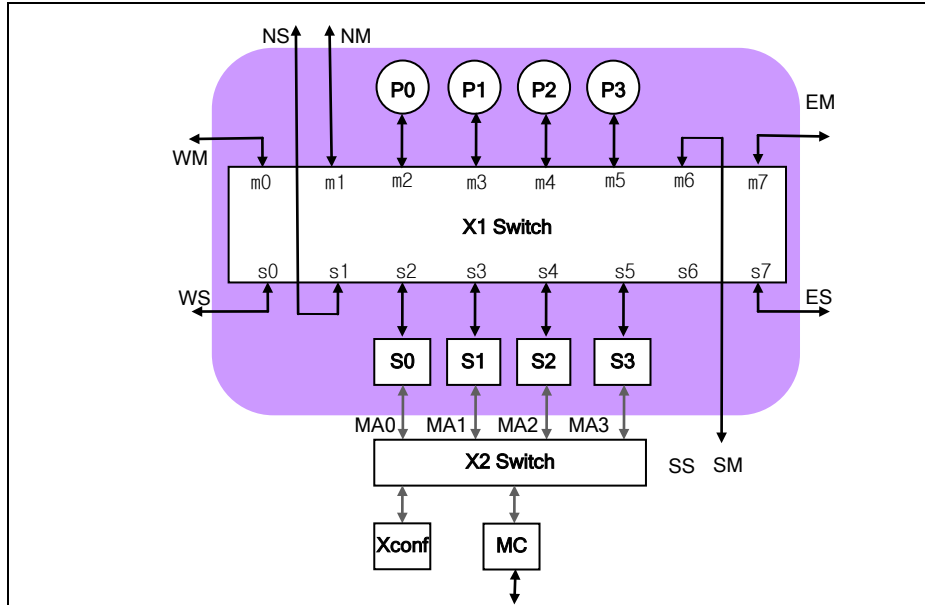 NS NM
P0 P1 P2 P3
EM
WM
m0 m1 m2 m3 m4 m5 m6 m7
X1 Switch
s0 s1 s2 s3 s4 s5 s6 s7
WS ES
S0 S1 S2 S3
MA0 MA1 MA2 MA3
X2 Switch SS SM
Xconf MC